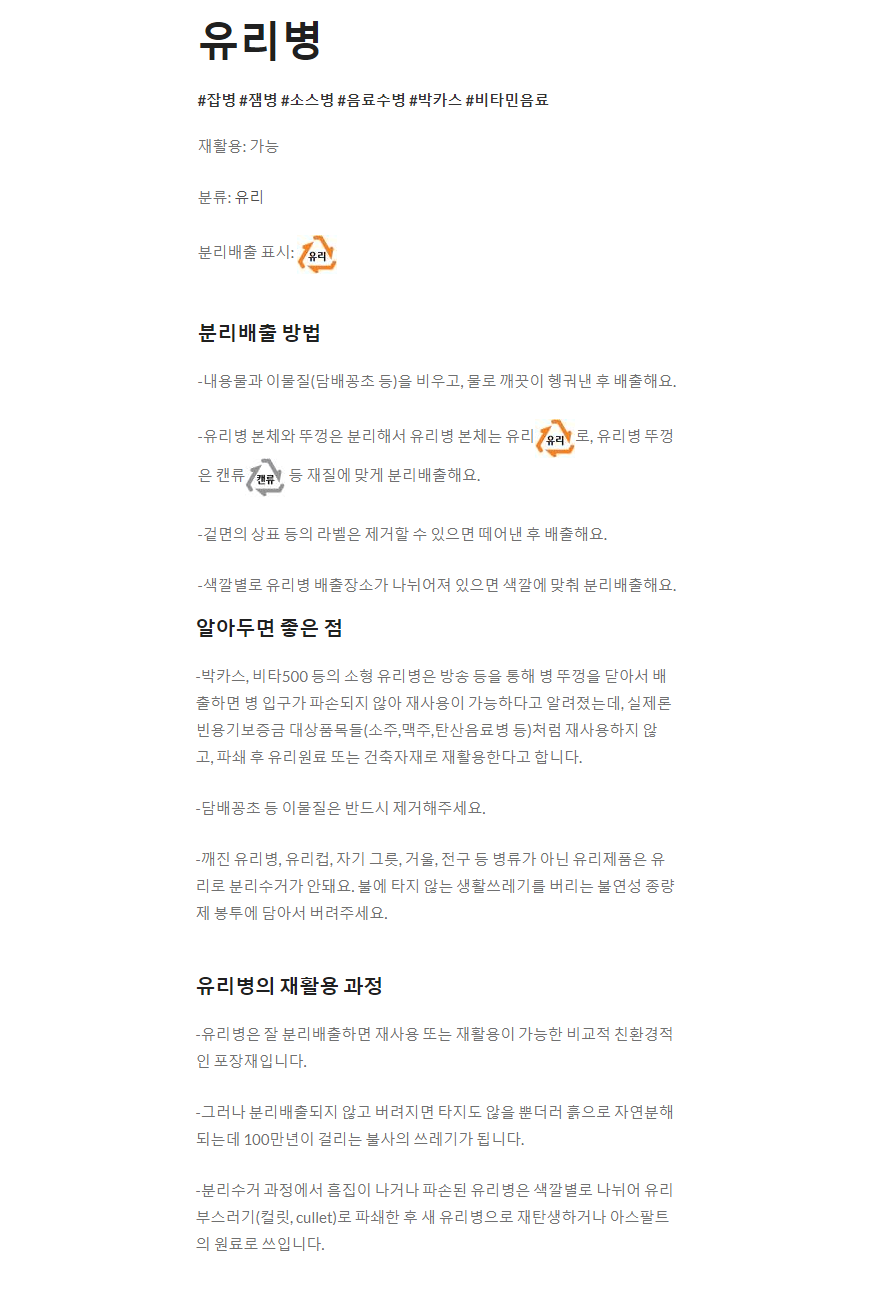 유리병
#잡병 #잼병 #소스병 #음료수병 #박카스 #비타민음료
재활용: 가능
분류: 유리
분리배출 표시: 유리
분리배출 방법
-내용물과 이물질(담배꽁초 등)을 비우고, 물로 깨끗이 헹궈낸 후 배출해요.
-유리병 본체와 뚜껑은 분리해서 유리병 본체는 유리 유리 로, 유리병 뚜껑
은 캔류 캔류 등 재질에 맞게 분리배출해요.
-겉면의 상표 등의 라벨은 제거할 수 있으면 떼어낸 후 배출해요.
-색깔별로 유리병 배출장소가 나뉘어져 있으면 색깔에 맞춰 분리배출해요.
알아두면 좋은 점
-박카스, 비타500 등의 소형 유리병은 방송 등을 통해 병 뚜껑을 닫아서 배
출하면 병 입구가 파손되지 않아 재사용이 가능하다고 알려졌는데, 실제론
빈용기보증금 대상품목들(소주,맥주,탄산음료병 등)처럼 재사용하지 않
고, 파쇄 후 유리원료 또는 건축자재로 재활용한다고 합니다.
-담배꽁초 등 이물질은 반드시 제거해주세요.
-깨진 유리병, 유리컵, 자기 그릇, 거울, 전구 등 병류가 아닌 유리제품은 유
리로 분리수거가 안돼요. 불에 타지 않는 생활쓰레기를 버리는 불연성 종량
제 봉투에 담아서 버려주세요.
유리병의 재활용 과정
-유리병은 잘 분리배출하면 재사용 또는 재활용이 가능한 비교적 친환경적
인 포장재입니다.
-그러나 분리배출되지 않고 버려지면 타지도 않을 뿐더러 흙으로 자연분해
되는데 100만년이 걸리는 불사의 쓰레기가 됩니다.
-분리수거 과정에서 흠집이 나거나 파손된 유리병은 색깔별로 나뉘어 유리
부스러기(컬릿, cullet)로 파쇄한 후 새 유리병으로 재탄생하거나 아스팔트
의 원료로 쓰입니다.